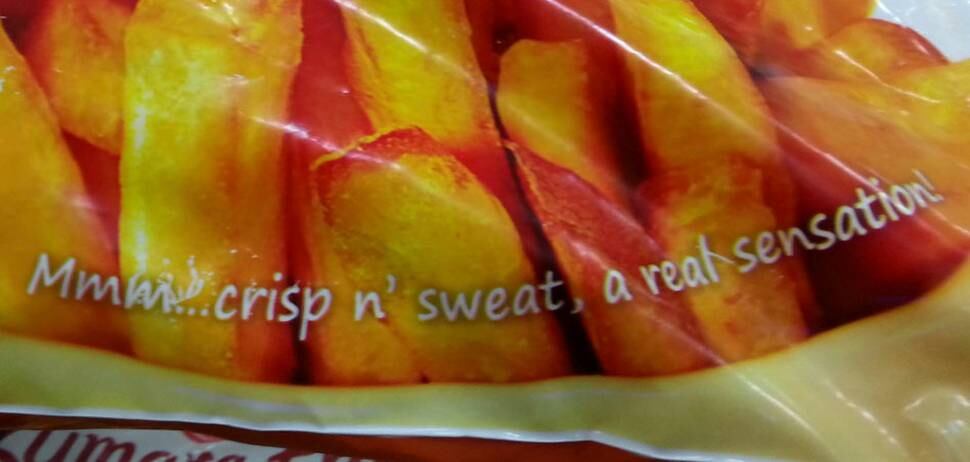 Mmm...crisp n' sweat, a real sensation!